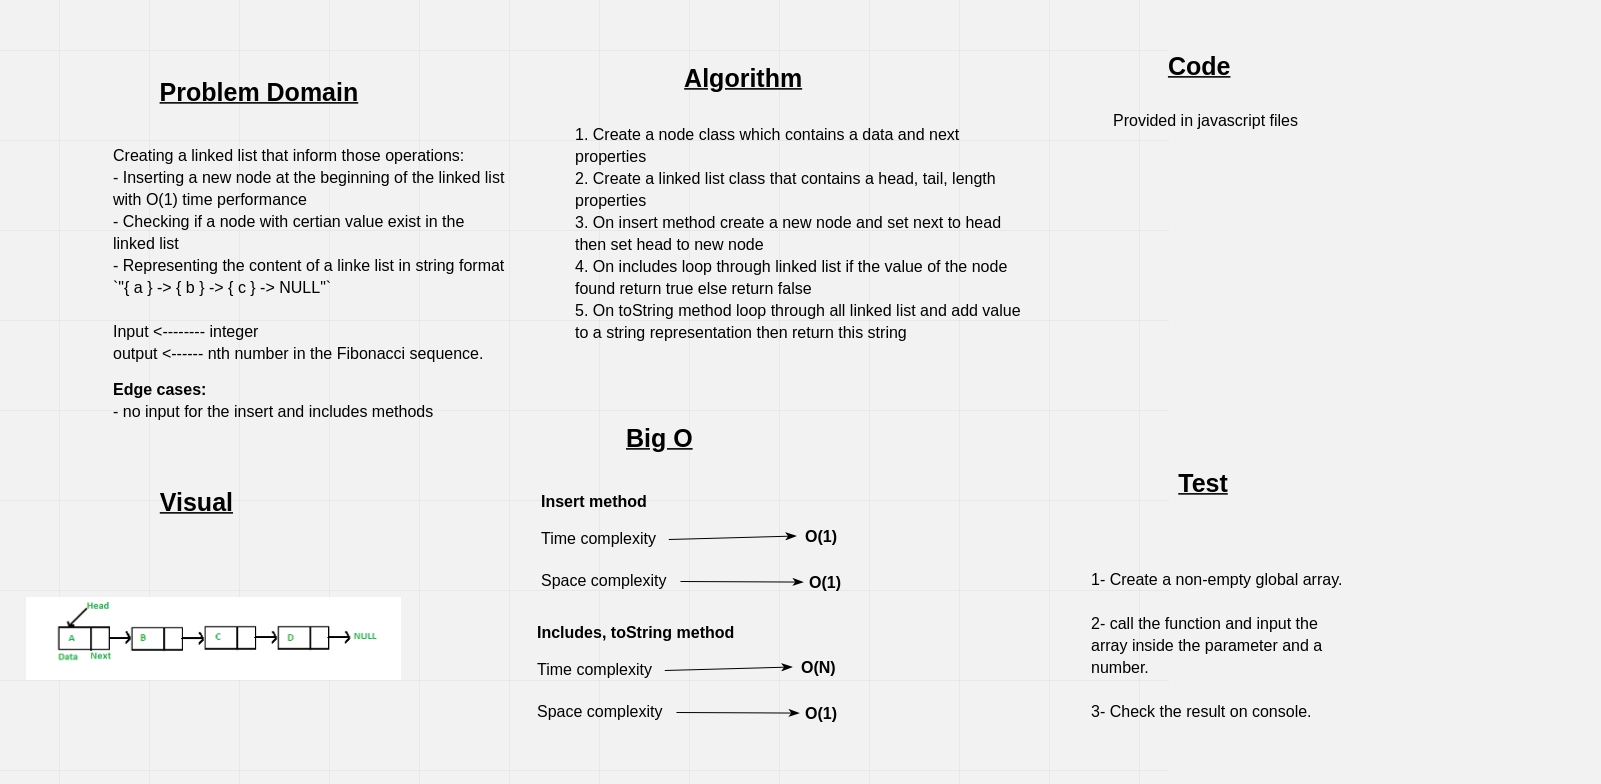 Problem Domain
Creating a linked list that inform those operations:
- Inserting a new node at the beginning of the linked list
with O(1) time performance
- Checking if a node with certian value exist in the
linked list
- Representing the content of a linke list in string format
`"{ a } -> { b } -> { c } -> NULL"`
Input <-------- integer
output <------ nth number in the Fibonacci sequence.
Edge cases:
- no input for the insert and includes methods
Visual
Head
A
B
C
D
NULL
Data
Next
Algorithm
1. Create a node class which contains a data and next
properties
2. Create a linked list class that contains a head, tail, length
properties
3. On insert method create a new node and set next to head
then set head to new node
4. On includes loop through linked list if the value of the node
found return true else return false
5. On toString method loop through all linked list and add value
to a string representation then return this string
Big O
Insert method
Time complexity O(1)
Space complexity O(1)
Includes, toString method
Time complexity O(N)
Space complexity O(1)
Code
Provided in javascript files
Test
1- Create a non-empty global array.
2- call the function and input the
array inside the parameter and a
number.
3- Check the result on console.